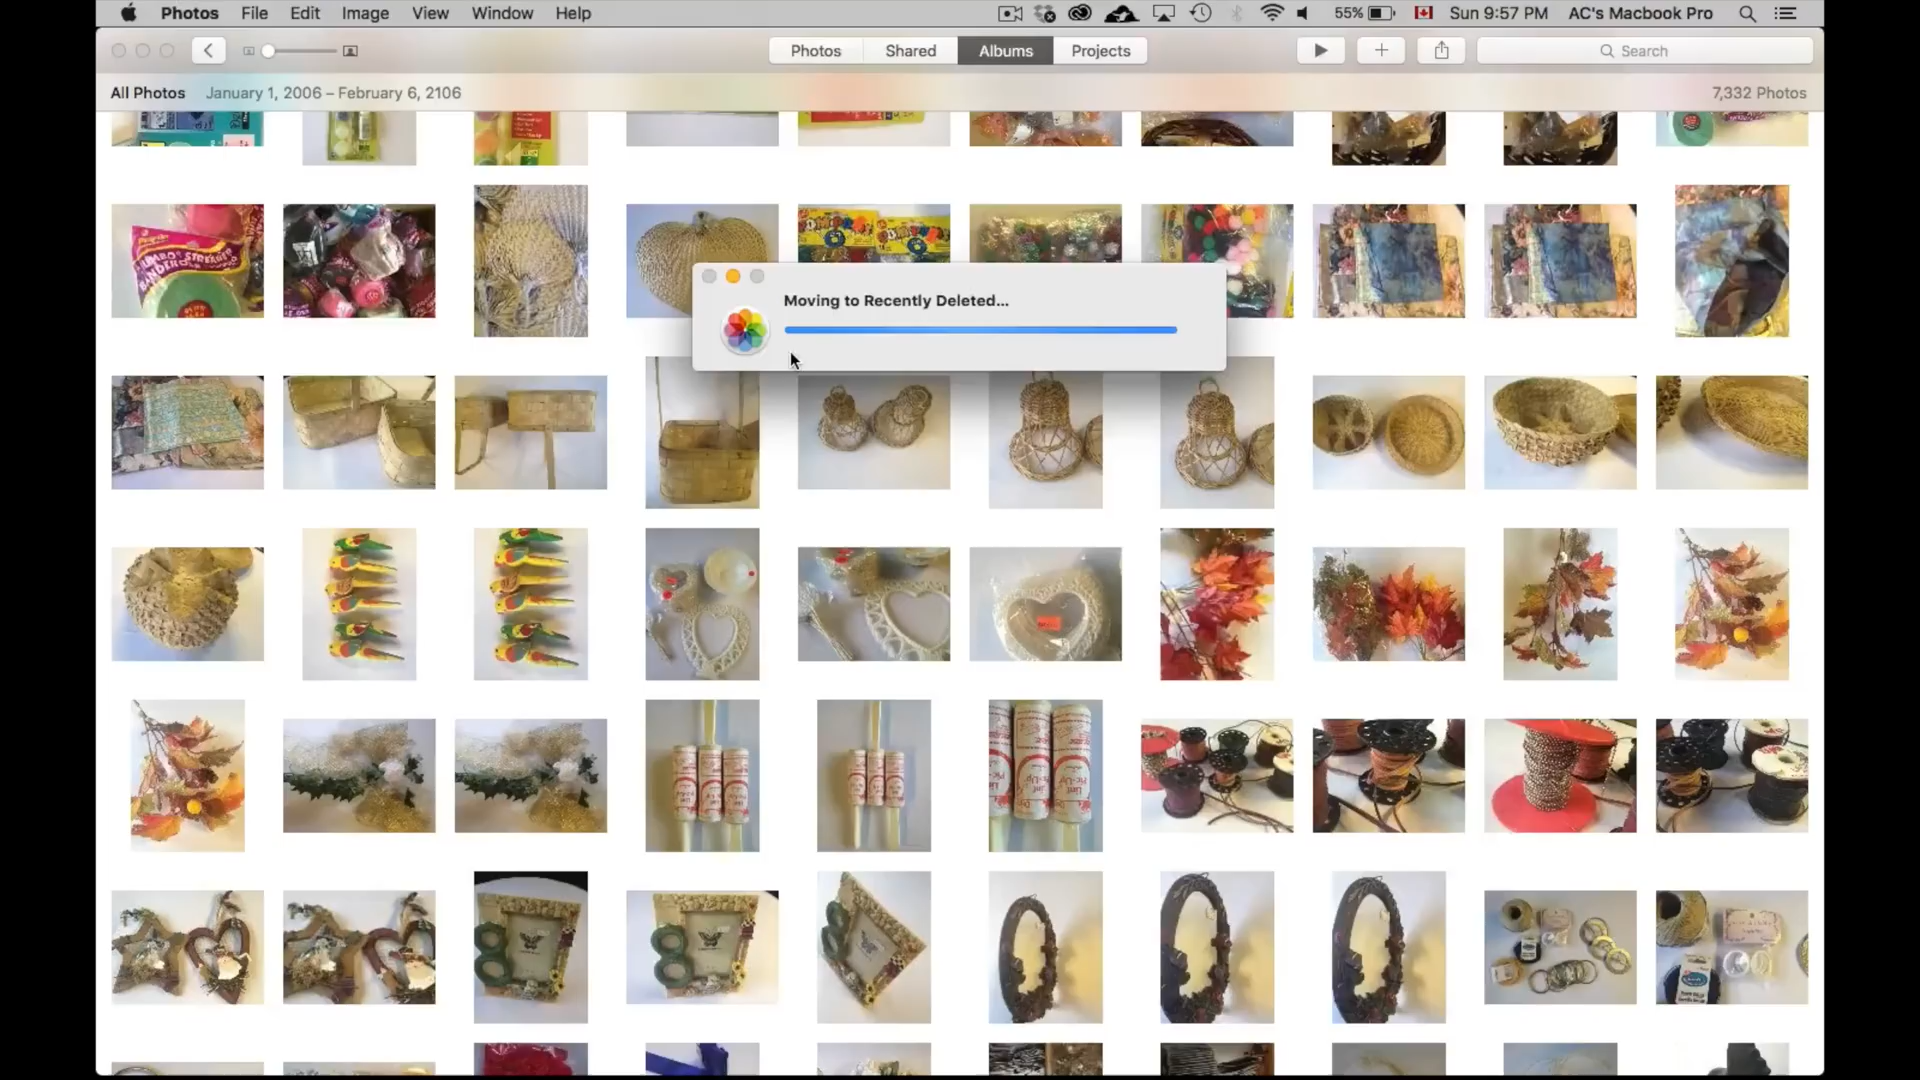 Photos File Edit Image View Window Help 55% Sun 9:57 PM AC's Macbook Pro
Photos Shared Albums Projects Search
All Photos January 1, 2006 – February 6, 2106 7,332 Photos
Moving to Recently Deleted...